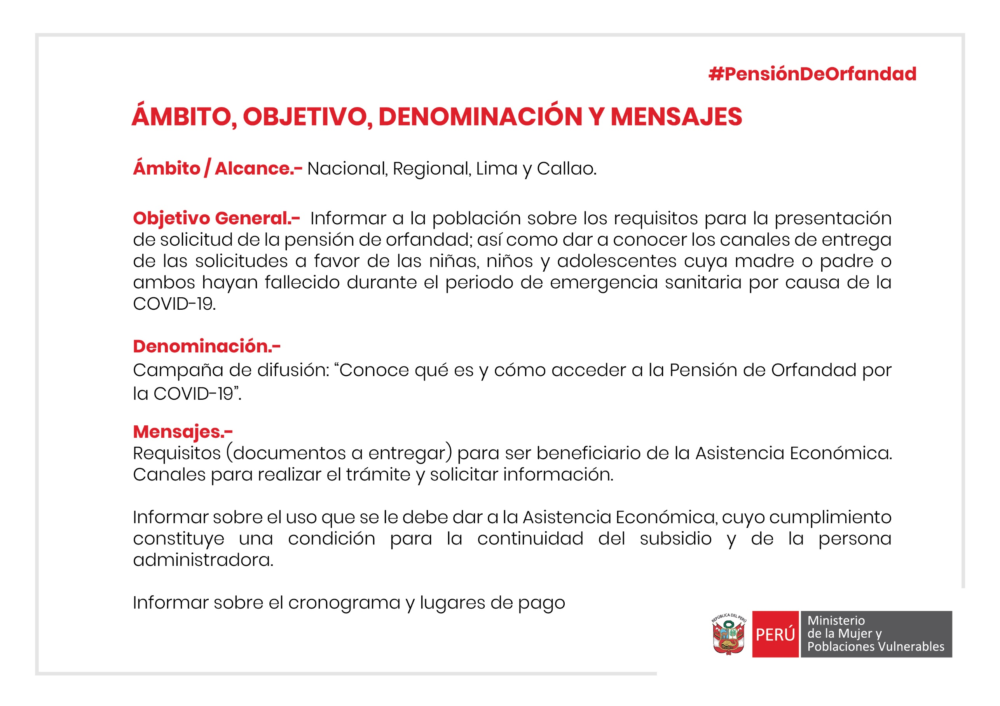 #PensiónDeOrfandad
ÁMBITO, OBJETIVO, DENOMINACIÓN Y MENSAJES
Ámbito / Alcance.- Nacional, Regional, Lima y Callao.
Objetivo General.- Informar a la población sobre los requisitos para la presentación
de solicitud de la pensión de orfandad; así como dar a conocer los canales de entrega
de las solicitudes a favor de las niñas, niños y adolescentes cuya madre o padre o
ambos hayan fallecido durante el periodo de emergencia sanitaria por causa de la
COVID-19.
Denominación.-
Campaña de difusión: “Conoce qué es y cómo acceder a la Pensión de Orfandad por
la COVID-19”.
Mensajes.-
Requisitos (documentos a entregar) para ser beneficiario de la Asistencia Económica.
Canales para realizar el trámite y solicitar información.
Informar sobre el uso que se le debe dar a la Asistencia Económica, cuyo cumplimiento
constituye una condición para la continuidad del subsidio y de la persona
administradora.
Informar sobre el cronograma y lugares de pago
REPÚBLICA DEL PERÚ
PERÚ
Ministerio
de la Mujer y
Poblaciones Vulnerables